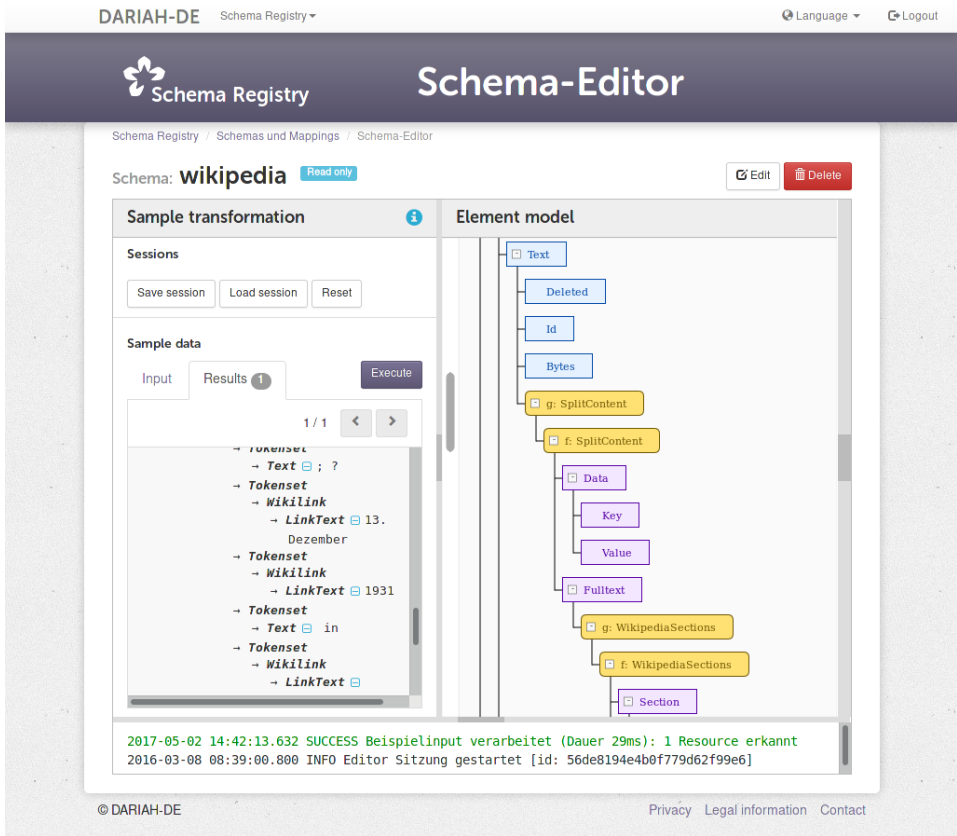 DARIAH-DE Schema Registry Language Logout
Schema Registry Schema-Editor
Schema Registry / Schemas und Mappings / Schema-Editor
Schema: wikipedia Read only Edit Delete
Sample transformation
Sessions
Save session Load session Reset
Sample data
Input Results 1 Execute
1 / 1
→ Tokenset
→ Text ; ?
→ Tokenset
→ Wikilink
→ LinkText 13.
Dezember
→ Tokenset
→ Wikilink
→ LinkText 1931
→ Tokenset
→ Text in
→ Tokenset
→ Wikilink
→ LinkText
Element model
Text
Deleted
Id
Bytes
g: SplitContent
f: SplitContent
Data
Key
Value
Fulltext
g: WikipediaSections
f: WikipediaSections
Section
2017-05-02 14:42:13.632 SUCCESS Beispielinput verarbeitet (Dauer 29ms): 1 Resource erkannt
2016-03-08 08:39:00.800 INFO Editor Sitzung gestartet [id: 56de8194e4b0f779d62f99e6]
© DARIAH-DE Privacy Legal information Contact